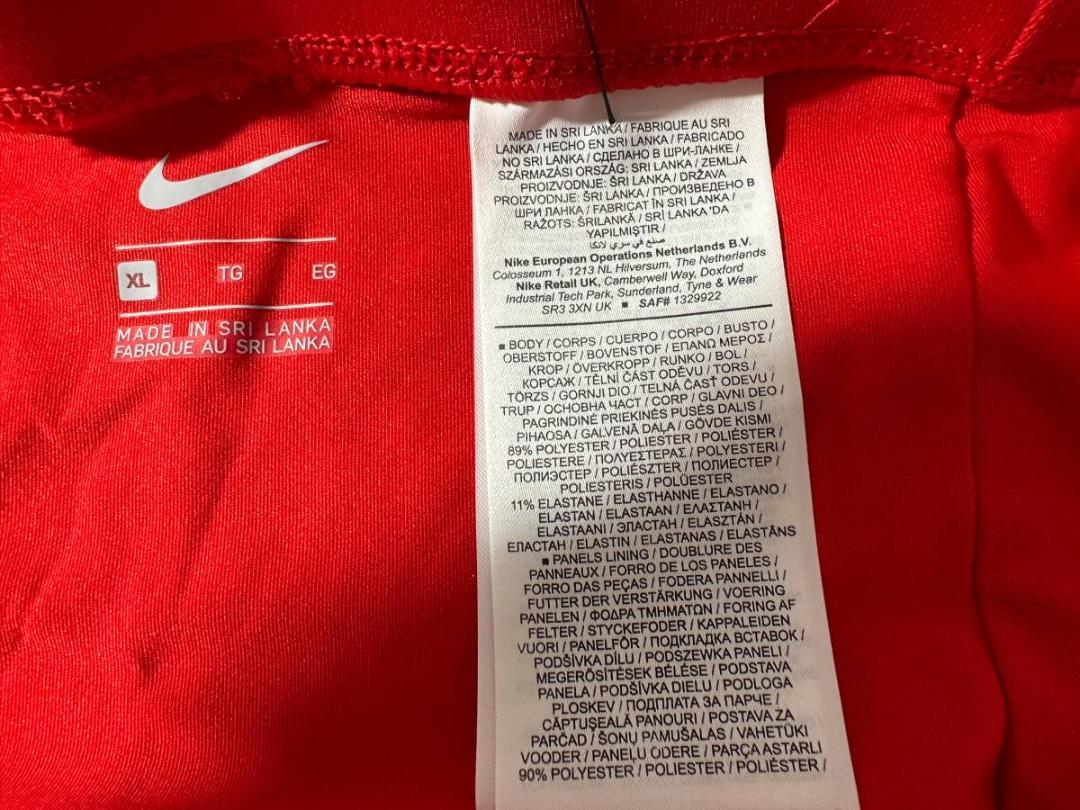 XL TG EG
MADE IN SRI LANKA
FABRIQUE AU SRI LANKA
MADE IN SRI LANKA / FABRIQUE AU SRI
LANKA / HECHO EN SRI LANKA / FABRICADO
NO SRI LANKA / СДЕЛАНО В ШРИ-ЛАНКЕ /
SZÁRMAZÁSI ORSZÁG: SRI LANKA / ZEMLJA
PROIZVODNJE: ŠRI LANKA / DRŽAVA
PROIZVODNJE: ŠRI LANKA / ПРОИЗВЕДЕНО В
ШРИ ЛАНКА / FABRICAT ÎN SRI LANKA /
RAŽOTS: ŠRILANKĀ / SRİ LANKA 'DA
YAPILMIŞTIR /
صنع في سري لانكا
Nike European Operations Netherlands B.V.
Colosseum 1, 1213 NL Hilversum, The Netherlands
Nike Retail UK, Camberwell Way, Doxford
Industrial Tech Park, Sunderland, Tyne & Wear
SR3 3XN UK ■ SAF# 1329922
■ BODY / CORPS / CUERPO / CORPO / BUSTO /
OBERSTOFF / BOVENSTOF / ΕΠΑΝΩ ΜΕΡΟΣ /
KROP / ÖVERKROPP / RUNKO / BOL /
КОРСАЖ / TĚLNÍ ČÁST ODĚVU / TORS /
TÖRZS / GORNJI DIO / TELNÁ ČASŤ ODEVU /
TRUP / ОСНОВНА ЧАСТ / CORP / GLAVNI DEO /
PAGRINDINĖ PRIEKINĖS PUSĖS DALIS /
PIHAOSA / GALVENĀ DAĻA / GÖVDE KISMI
89% POLYESTER / POLIESTER / POLIÉSTER /
POLIESTERE / ΠΟΛΥΕΣΤΕΡΑΣ / POLYESTERI /
ПОЛИЭСТЕР / POLIÉSZTER / ПОЛИЕСТЕР /
POLIESTERIS / POLÜESTER
11% ELASTANE / ELASTHANNE / ELASTANO /
ELASTAN / ELASTAAN / ΕΛΑΣΤΑΝΗ /
ELASTAANI / ЭЛАСТАН / ELASZTÁN /
ЕЛАСТАН / ELASTIN / ELASTANAS / ELASTĀNS
■ PANELS LINING / DOUBLURE DES
PANNEAUX / FORRO DE LOS PANELES /
FORRO DAS PEÇAS / FODERA PANNELLI /
FUTTER DER VERSTÄRKUNG / VOERING
PANELEN / ΦΟΔΡΑ ΤΜΗΜΑΤΩΝ / FORING AF
FELTER / STYCKEFODER / KAPPALEIDEN
VUORI / PANELFÔR / ПОДКЛАДКА ВСТАВОК /
PODŠÍVKA DÍLU / PODSZEWKA PANELI /
MEGERŐSÍTÉSEK BÉLÉSE / PODSTAVA
PANELA / PODŠÍVKA DIELU / PODLOGA
PLOSKEV / ПОДПЛАТА ЗА ПАРЧЕ /
CĂPTUȘEALĂ PANOURI / POSTAVA ZA
PARČAD / ŠONŲ PAMUŠALAS / VAHETÜKI
VOODER / PANEĻU ODERE / PARÇA ASTARLI
90% POLYESTER / POLIESTER / POLIÉSTER /